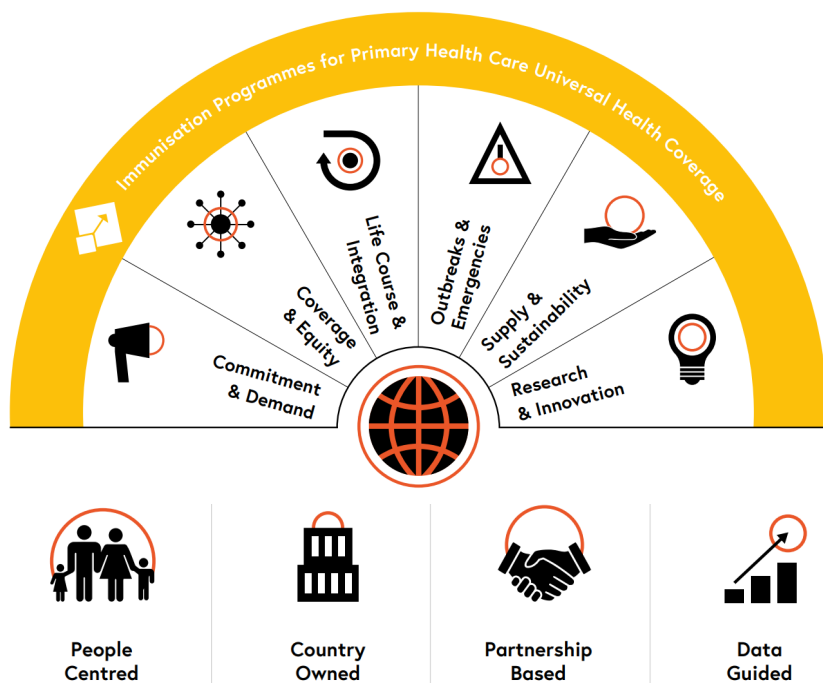 Immunisation Programmes for Primary Health Care Universal Health Coverage
Commitment
& Demand
Coverage
& Equity
Life Course &
Integration
Outbreaks &
Emergencies
Supply &
Sustainability
Research
& Innovation
People
Centred
Country
Owned
Partnership
Based
Data
Guided